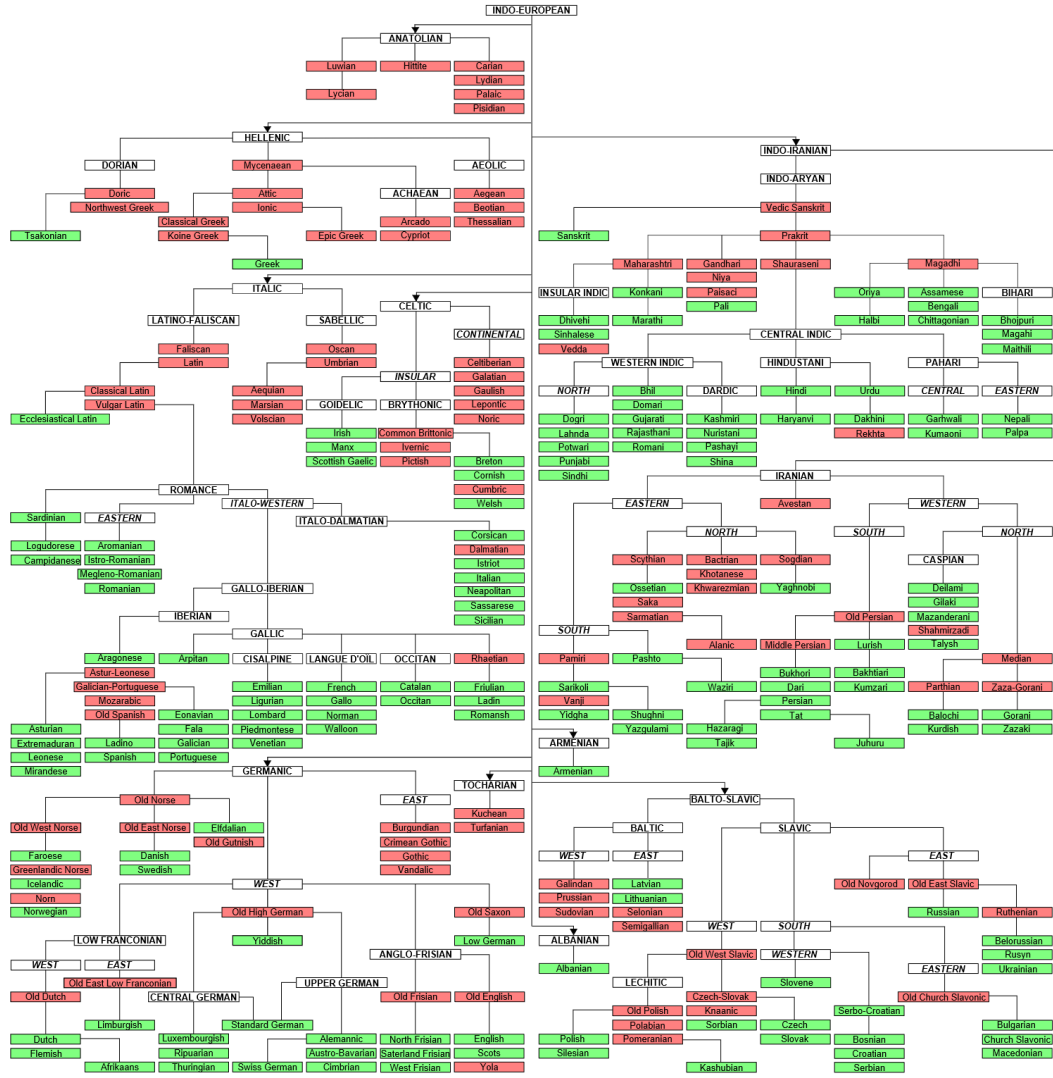 INDO-EUROPEAN
ANATOLIAN
Luwian
Hittite
Carian
Lydian
Lycian
Palaic
Pisidian
HELLENIC
DORIAN
Mycenaean
AEOLIC
Doric
Attic
ACHAEAN
Aegean
Northwest Greek
Ionic
Beotian
Classical Greek
Arcado
Thessalian
Tsakonian
Koine Greek
Epic Greek
Cypriot
Greek
INDO-IRANIAN
INDO-ARYAN
Vedic Sanskrit
Sanskrit
Prakrit
Maharashtri
Gandhari
Shauraseni
Magadhi
Niya
INSULAR INDIC
Konkani
Paisaci
Oriya
Assamese
BIHARI
Pali
Bengali
Dhivehi
Marathi
Halbi
Chittagonian
Bhojpuri
Sinhalese
CENTRAL INDIC
Magahi
Vedda
Maithili
WESTERN INDIC
HINDUSTANI
PAHARI
NORTH
Bhil
DARDIC
Hindi
Urdu
CENTRAL
EASTERN
Domari
Dogri
Gujarati
Kashmiri
Haryanvi
Dakhini
Garhwali
Nepali
Lahnda
Rajasthani
Nuristani
Rekhta
Kumaoni
Palpa
Potwari
Romani
Pashayi
Punjabi
Shina
Sindhi
ITALIC
CELTIC
LATINO-FALISCAN
SABELLIC
CONTINENTAL
Faliscan
Oscan
Latin
Umbrian
Celtiberian
INSULAR
Galatian
Classical Latin
Aequian
Gaulish
Vulgar Latin
Marsian
GOIDELIC
BRYTHONIC
Lepontic
Ecclesiastical Latin
Volscian
Noric
Irish
Common Brittonic
Manx
Ivernic
Scottish Gaelic
Pictish
Breton
Cornish
Cumbric
Welsh
ROMANCE
ITALO-WESTERN
Sardinian
EASTERN
ITALO-DALMATIAN
Corsican
Logudorese
Aromanian
Dalmatian
Campidanese
Istro-Romanian
Istriot
Megleno-Romanian
Italian
Romanian
GALLO-IBERIAN
Neapolitan
Sassarese
IBERIAN
Sicilian
GALLIC
Aragonese
Arpitan
CISALPINE
LANGUE D'OÏL
OCCITAN
Rhaetian
Astur-Leonese
Galician-Portuguese
Emilian
French
Catalan
Friulian
Mozarabic
Ligurian
Gallo
Occitan
Ladin
Old Spanish
Eonavian
Lombard
Norman
Romansh
Asturian
Fala
Piedmontese
Walloon
Extremaduran
Ladino
Galician
Venetian
Leonese
Spanish
Portuguese
Mirandese
IRANIAN
EASTERN
Avestan
WESTERN
NORTH
SOUTH
NORTH
Scythian
Bactrian
Sogdian
CASPIAN
Khotanese
Ossetian
Khwarezmian
Yaghnobi
Deilami
Saka
Gilaki
Sarmatian
Old Persian
Mazanderani
SOUTH
Shahmirzadi
Alanic
Middle Persian
Lurish
Talysh
Pamiri
Pashto
Median
Bukhori
Bakhtiari
Sarikoli
Waziri
Dari
Kumzari
Parthian
Zaza-Gorani
Vanji
Persian
Yidgha
Shughni
Tat
Balochi
Gorani
Yazgulami
Hazaragi
Kurdish
Zazaki
Tajik
Juhuru
ARMENIAN
Armenian
GERMANIC
TOCHARIAN
Old Norse
EAST
Kuchean
Old West Norse
Old East Norse
Elfdalian
Burgundian
Turfanian
Old Gutnish
Crimean Gothic
Faroese
Danish
Gothic
Greenlandic Norse
Swedish
Vandalic
Icelandic
WEST
Norn
Norwegian
Old High German
Old Saxon
LOW FRANCONIAN
Yiddish
Low German
ANGLO-FRISIAN
WEST
EAST
Old East Low Franconian
UPPER GERMAN
Old Dutch
CENTRAL GERMAN
Old Frisian
Old English
Limburgish
Standard German
Dutch
Luxembourgish
Alemannic
North Frisian
English
Flemish
Ripuarian
Austro-Bavarian
Saterland Frisian
Scots
Afrikaans
Thuringian
Swiss German
Cimbrian
West Frisian
Yola
BALTO-SLAVIC
BALTIC
SLAVIC
WEST
EAST
EAST
Galindan
Latvian
Old Novgorod
Old East Slavic
Prussian
Lithuanian
Sudovian
Selonian
Russian
Ruthenian
Semigallian
WEST
SOUTH
ALBANIAN
Belorussian
Old West Slavic
WESTERN
Rusyn
Albanian
EASTERN
Ukrainian
LECHITIC
Slovene
Czech-Slovak
Old Church Slavonic
Old Polish
Knaanic
Serbo-Croatian
Polabian
Sorbian
Czech
Bulgarian
Polish
Pomeranian
Slovak
Bosnian
Church Slavonic
Silesian
Croatian
Macedonian
Kashubian
Serbian